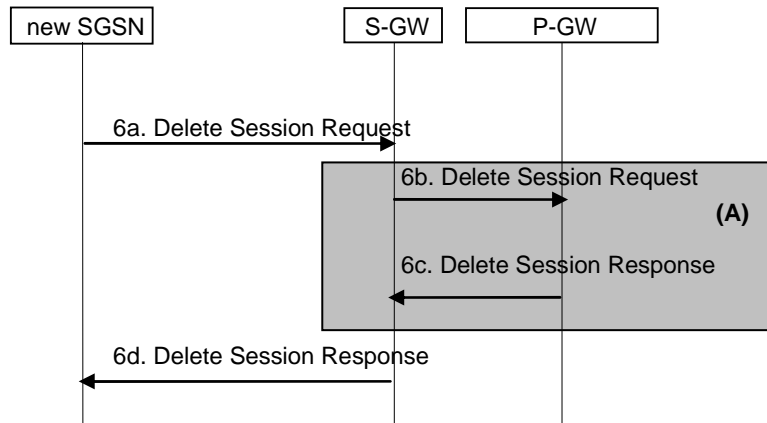 new SGSN
S-GW
P-GW
6a. Delete Session Request
6b. Delete Session Request
(A)
6c. Delete Session Response
6d. Delete Session Response